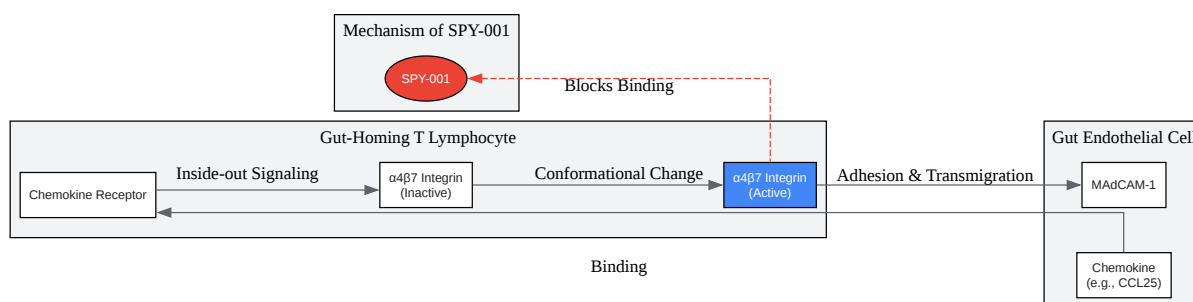 Mechanism of SPY-001
SPY-001
Blocks Binding
Gut-Homing T Lymphocyte
Gut Endothelial Cell
Inside-out Signaling
Conformational Change
Adhesion & Transmigration
Chemokine Receptor
α4β7 Integrin
(Inactive)
α4β7 Integrin
(Active)
MAdCAM-1
Binding
Chemokine
(e.g., CCL25)